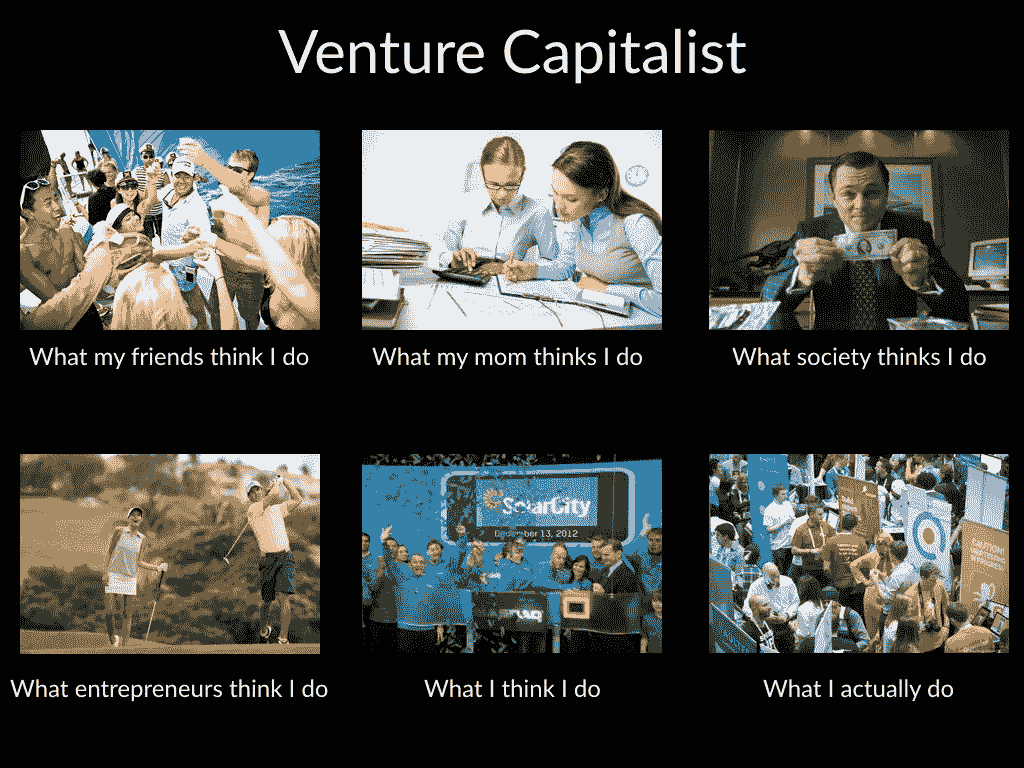 Venture Capitalist
What my friends think I do
What my mom thinks I do
What society thinks I do
SolarCity
December 13, 2012
NASDAQ
What entrepreneurs think I do
What I think I do
What I actually do